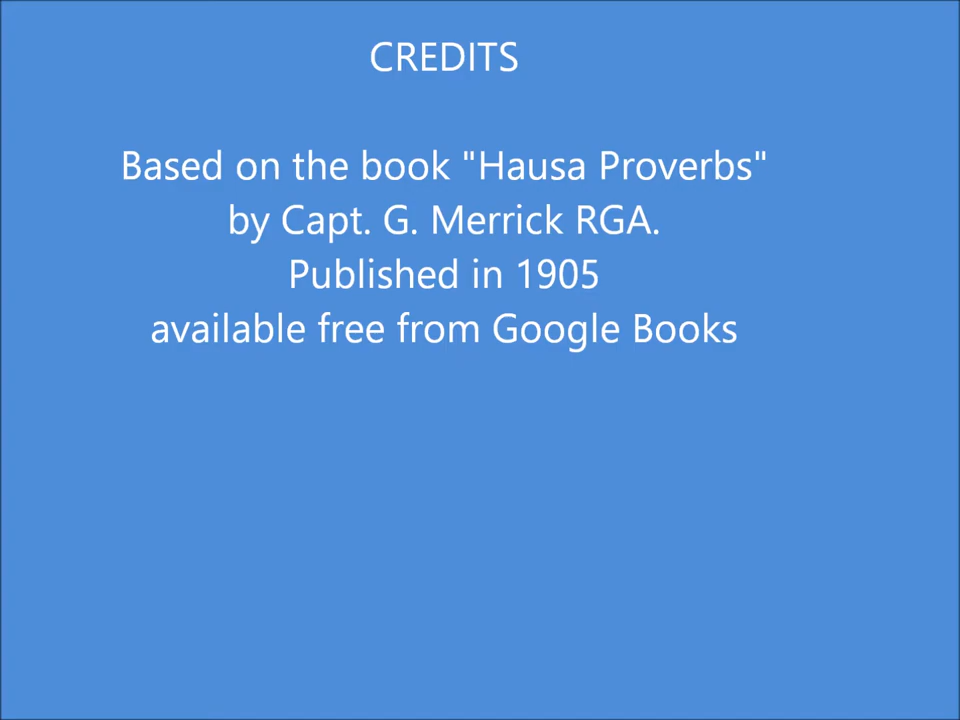 CREDITS
Based on the book "Hausa Proverbs"
by Capt. G. Merrick RGA.
Published in 1905
available free from Google Books